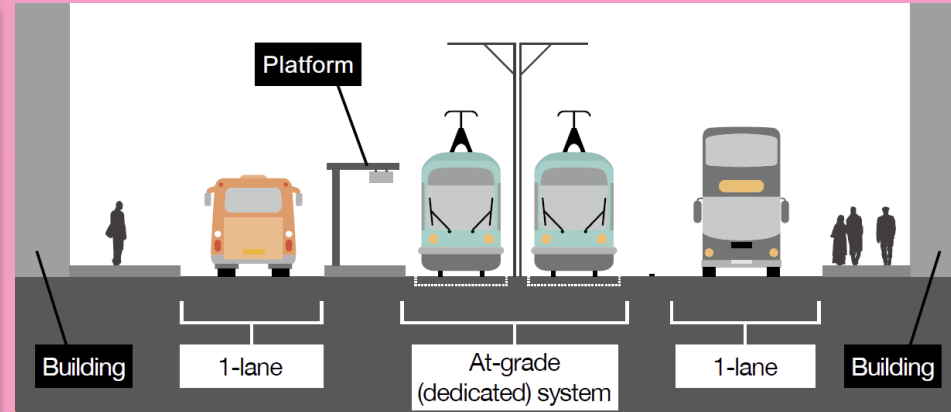 Platform
Building
1-lane
At-grade
(dedicated) system
1-lane
Building